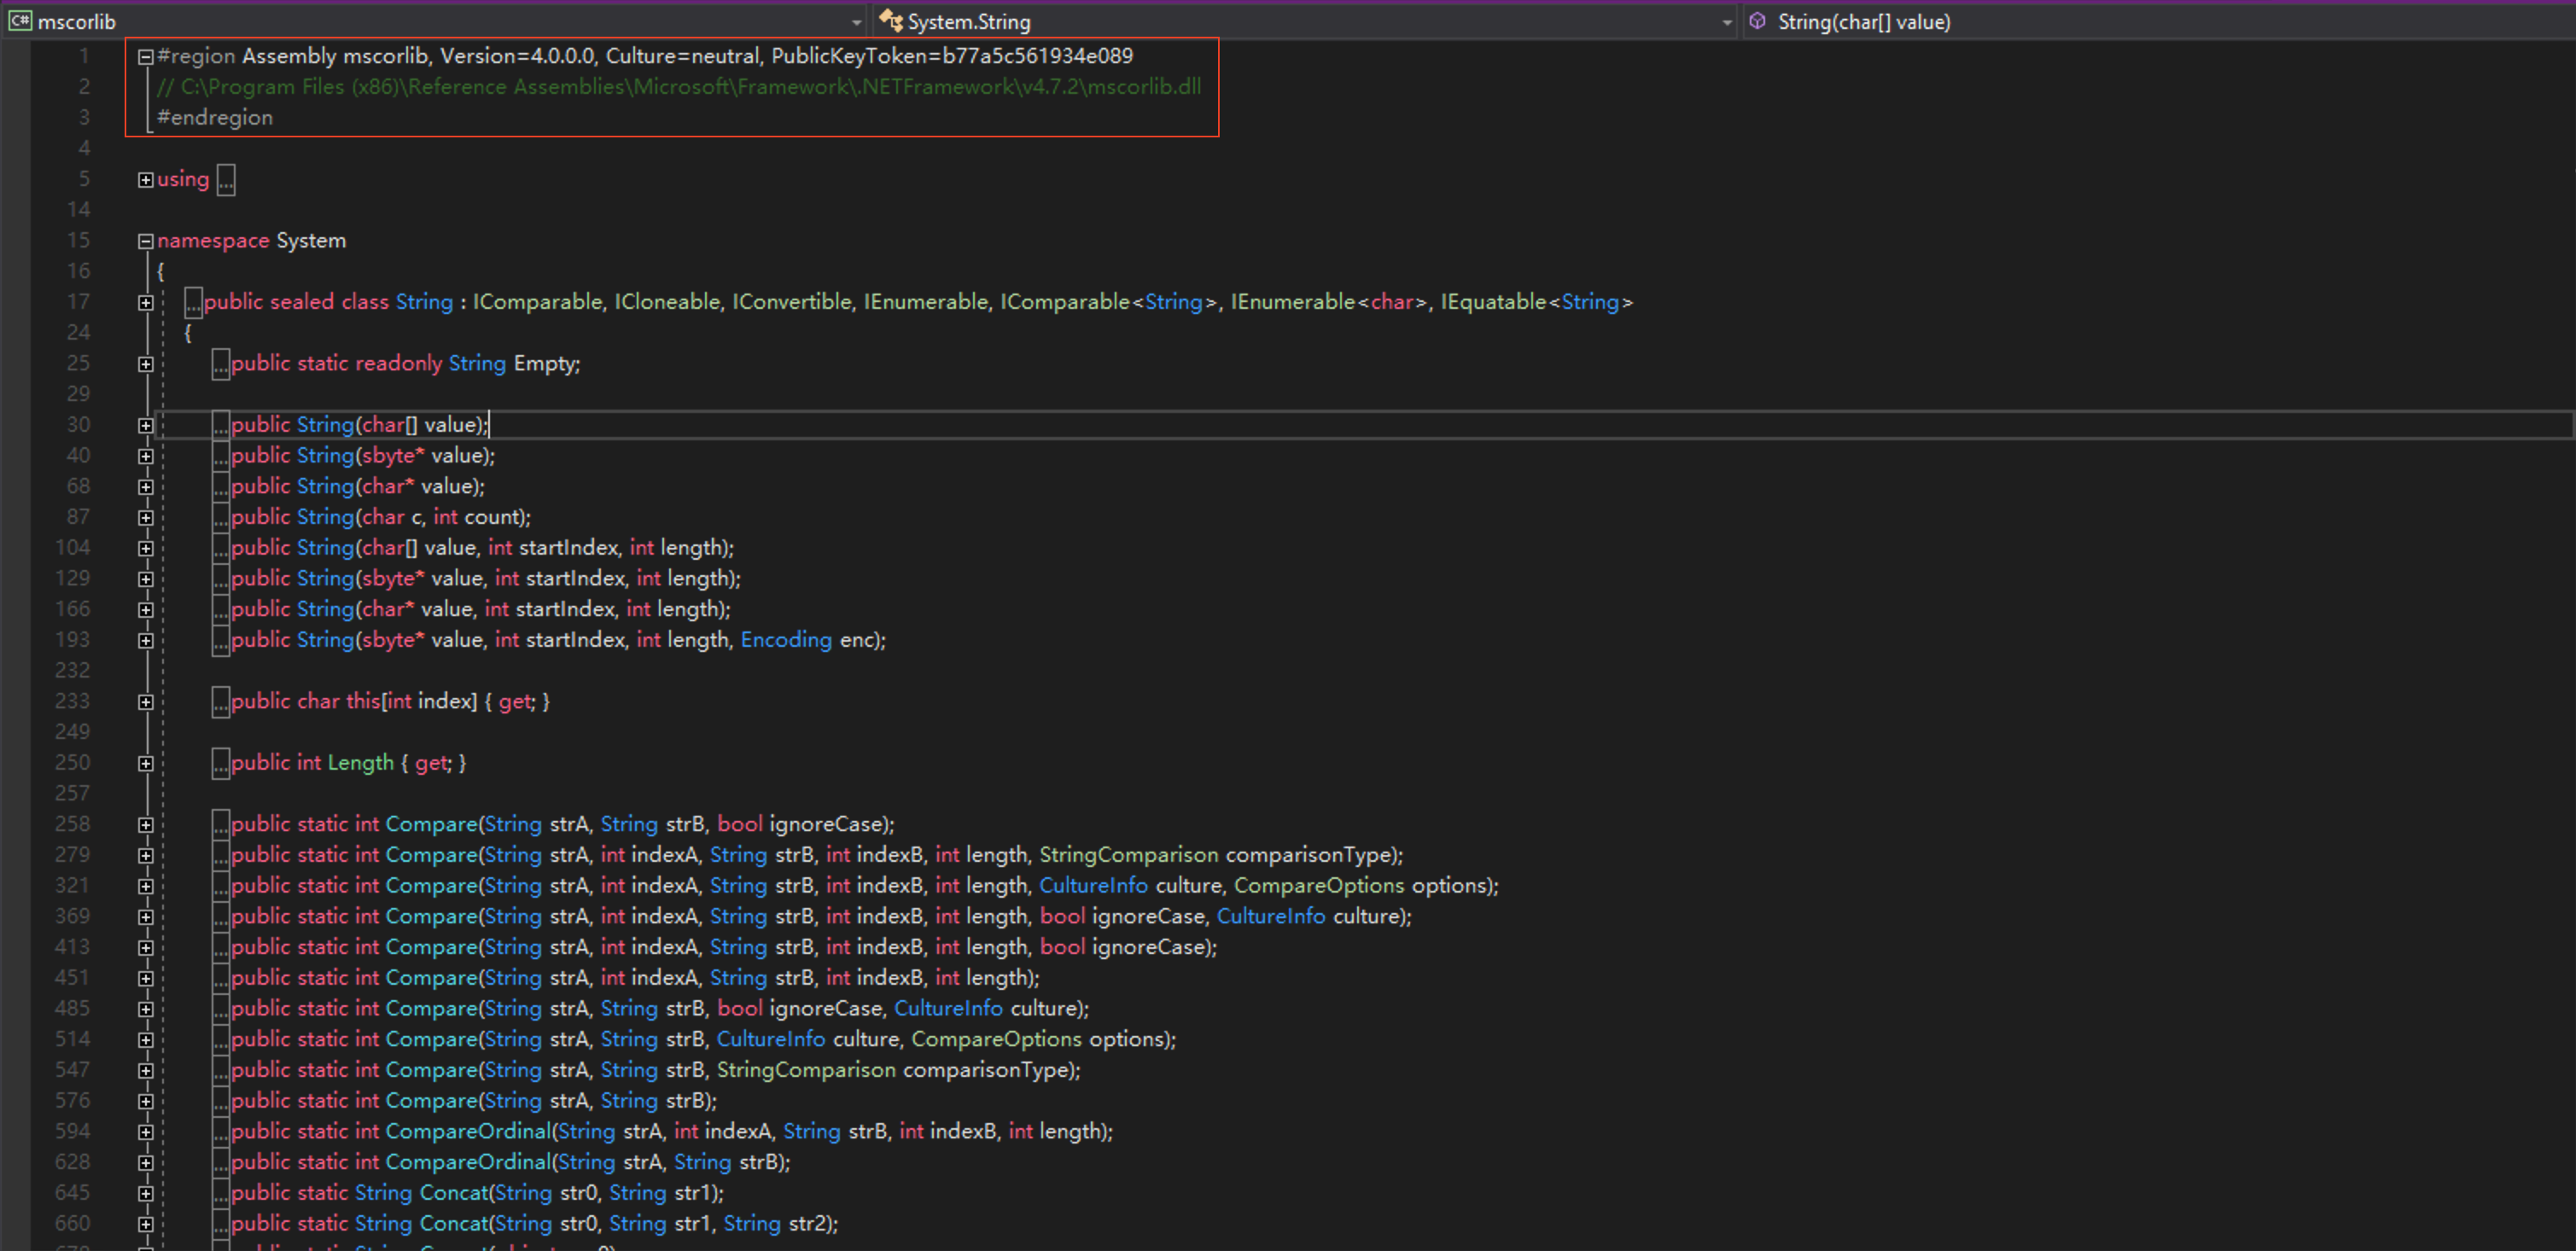 C# mscorlib System.String String(char[] value)
1 #region Assembly mscorlib, Version=4.0.0.0, Culture=neutral, PublicKeyToken=b77a5c561934e089
2 // C:\Program Files (x86)\Reference Assemblies\Microsoft\Framework\.NETFramework\v4.7.2\mscorlib.dll
3 #endregion
4
5 using ...
14
15 namespace System
16 {
17 ...public sealed class String : IComparable, ICloneable, IConvertible, IEnumerable, IComparable<String>, IEnumerable<char>, IEquatable<String>
24 {
25 ...public static readonly String Empty;
29
30 ...public String(char[] value);
40 ...public String(sbyte* value);
68 ...public String(char* value);
87 ...public String(char c, int count);
104 ...public String(char[] value, int startIndex, int length);
129 ...public String(sbyte* value, int startIndex, int length);
166 ...public String(char* value, int startIndex, int length);
193 ...public String(sbyte* value, int startIndex, int length, Encoding enc);
232
233 ...public char this[int index] { get; }
249
250 ...public int Length { get; }
257
258 ...public static int Compare(String strA, String strB, bool ignoreCase);
279 ...public static int Compare(String strA, int indexA, String strB, int indexB, int length, StringComparison comparisonType);
321 ...public static int Compare(String strA, int indexA, String strB, int indexB, int length, CultureInfo culture, CompareOptions options);
369 ...public static int Compare(String strA, int indexA, String strB, int indexB, int length, bool ignoreCase, CultureInfo culture);
413 ...public static int Compare(String strA, int indexA, String strB, int indexB, int length, bool ignoreCase);
451 ...public static int Compare(String strA, int indexA, String strB, int indexB, int length);
485 ...public static int Compare(String strA, String strB, bool ignoreCase, CultureInfo culture);
514 ...public static int Compare(String strA, String strB, CultureInfo culture, CompareOptions options);
547 ...public static int Compare(String strA, String strB, StringComparison comparisonType);
576 ...public static int Compare(String strA, String strB);
594 ...public static int CompareOrdinal(String strA, int indexA, String strB, int indexB, int length);
628 ...public static int CompareOrdinal(String strA, String strB);
645 ...public static String Concat(String str0, String str1);
660 ...public static String Concat(String str0, String str1, String str2);